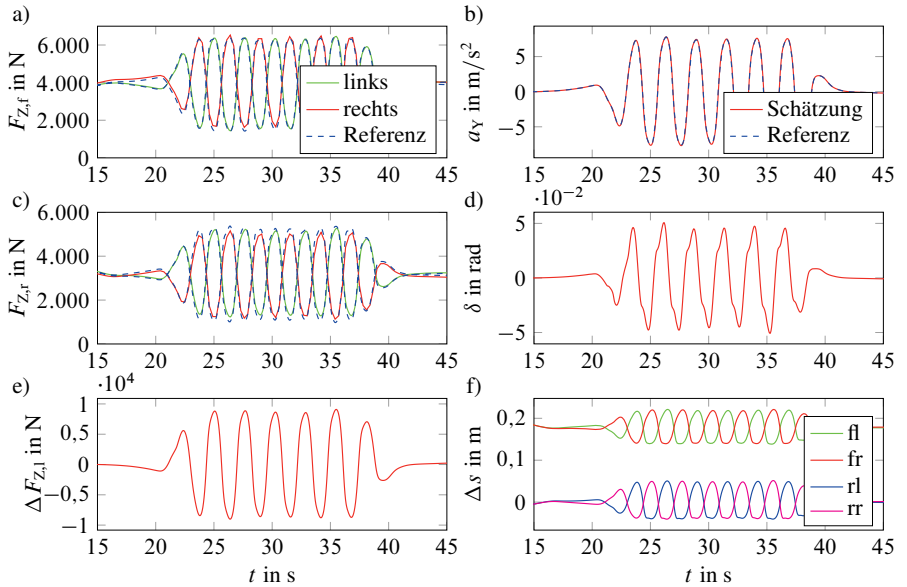 a)
6.000
4.000
2.000
0
F_Z,f in N
links
rechts
Referenz
15 20 25 30 35 40 45
b)
5
0
−5
a_Y in m/s²
Schätzung
Referenz
15 20 25 30 35 40 45
c)
6.000
4.000
2.000
0
F_Z,r in N
15 20 25 30 35 40 45
d)
·10⁻²
5
0
−5
δ in rad
15 20 25 30 35 40 45
e)
·10⁴
1
0.5
0
−0,5
−1
ΔF_Z,l in N
15 20 25 30 35 40 45
t in s
f)
0,2
0,1
0
Δs in m
fl
fr
rl
rr
15 20 25 30 35 40 45
t in s